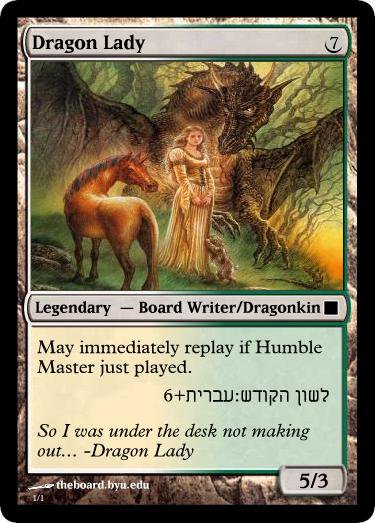 Dragon Lady 7
Legendary — Board Writer/Dragonkin
May immediately replay if Humble
Master just played.
לשון הקודש:עברית+6
So I was under the desk not making
out... -Dragon Lady
5/3
theboard.byu.edu
1/1